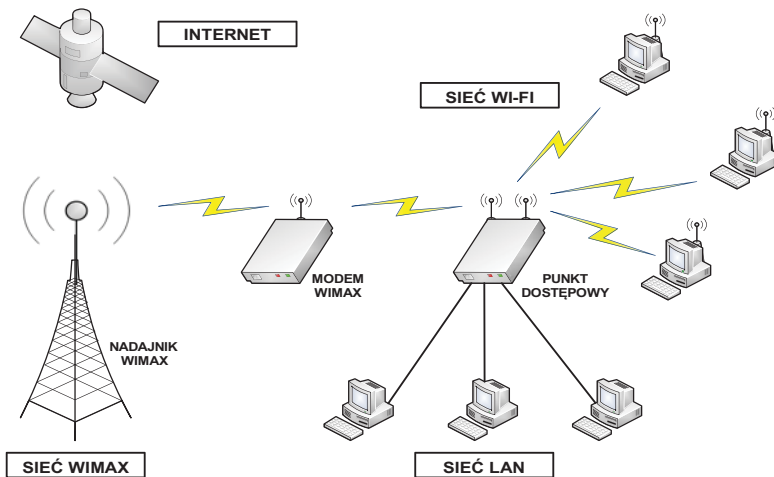 INTERNET
SIEĆ WI-FI
MODEM
WIMAX
PUNKT
DOSTĘPOWY
NADAJNIK
WIMAX
SIEĆ WIMAX
SIEĆ LAN